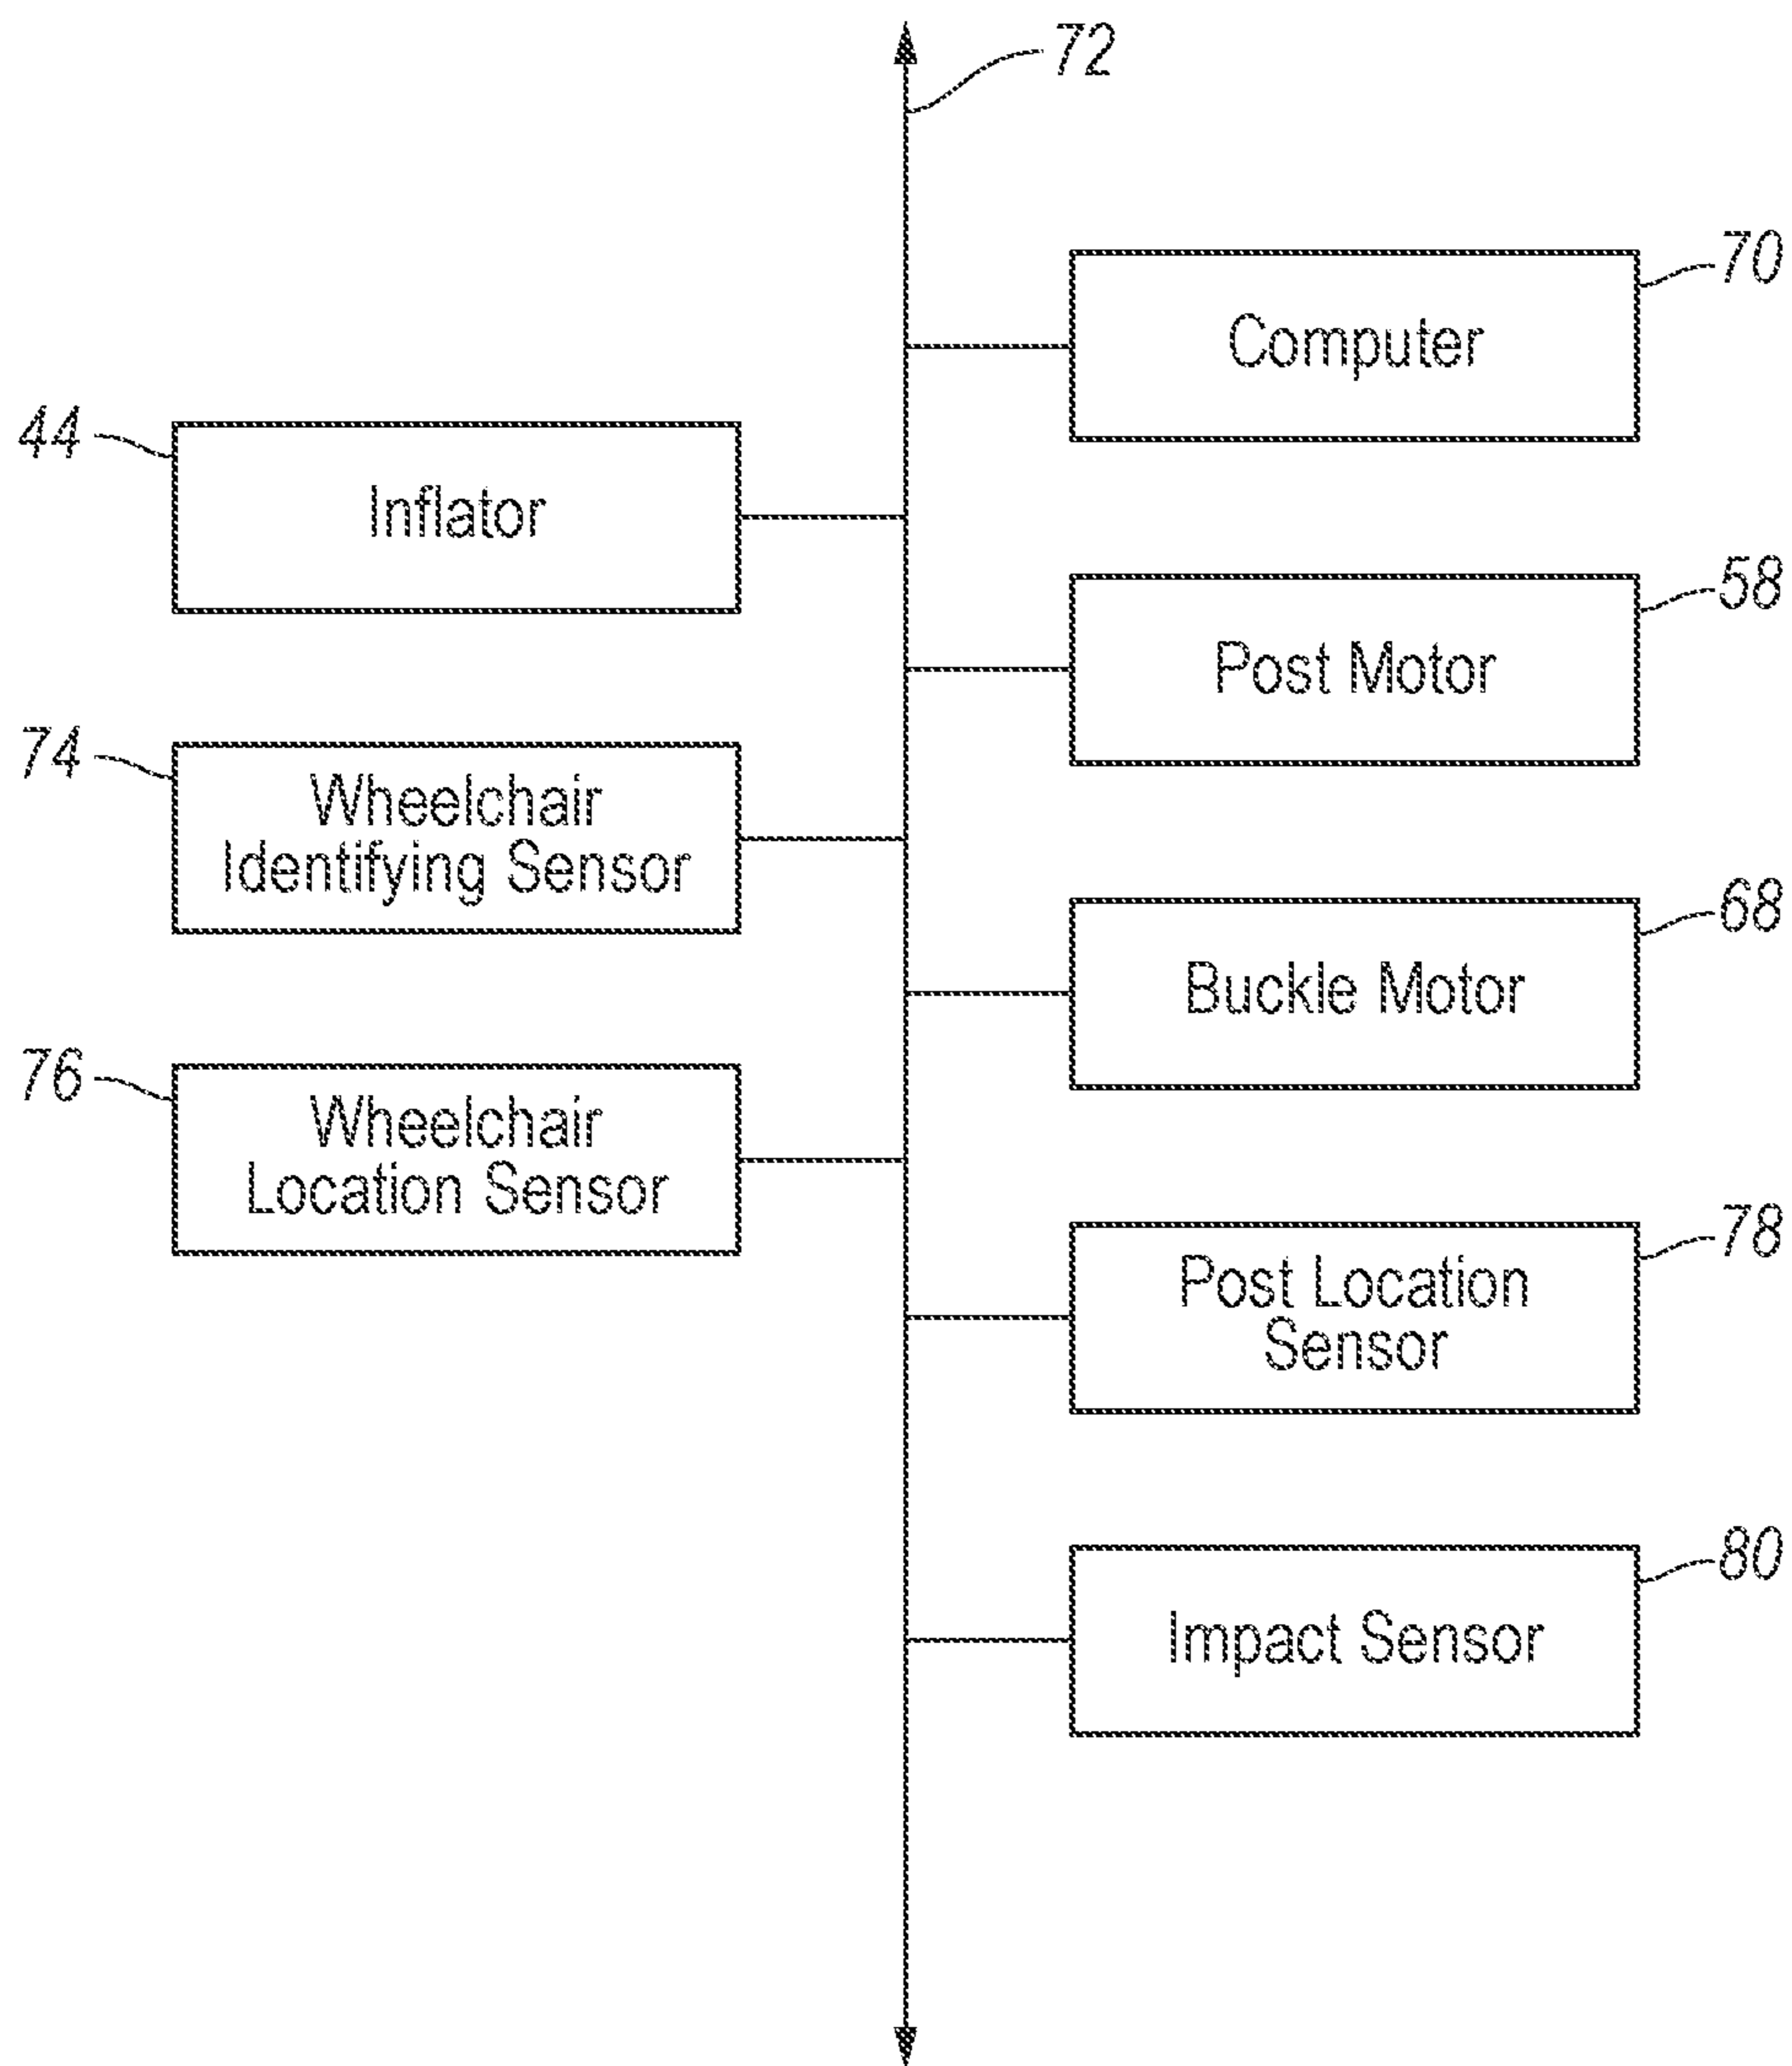 72
70
Computer
44
Inflator
58
Post Motor
74
Wheelchair
Identifying Sensor
68
Buckle Motor
76
Wheelchair
Location Sensor
78
Post Location
Sensor
80
Impact Sensor